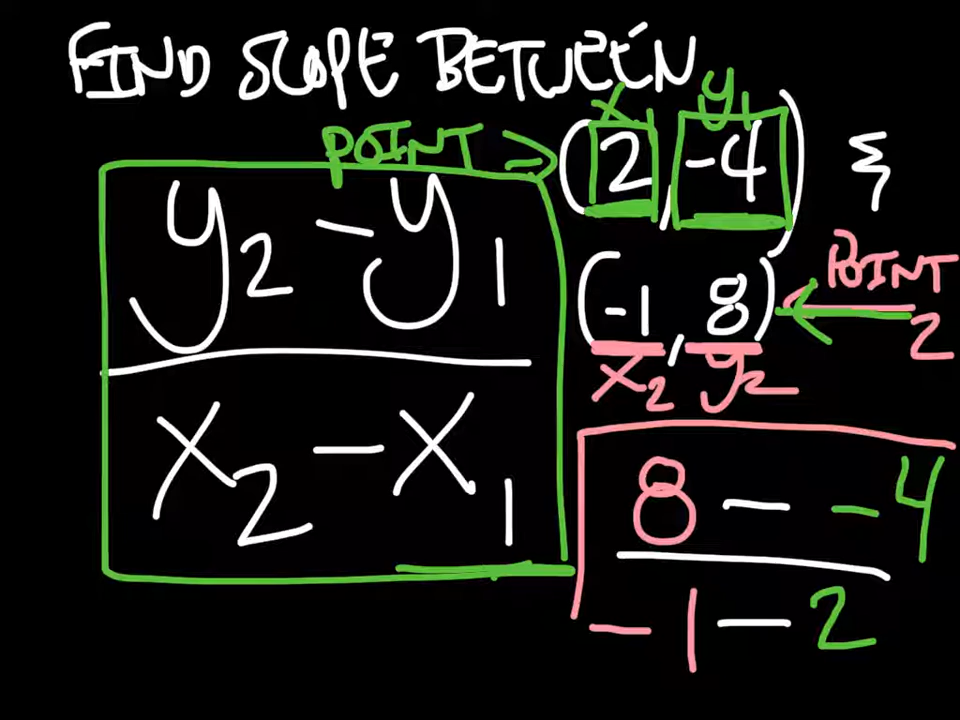 FIND SLOPE BETWEEN
x1 y1
POINT => (2, -4) &
(-1, 8) POINT 2
x2 y2
y2 - y1
x2 - x1
8 - -4
-1 - 2